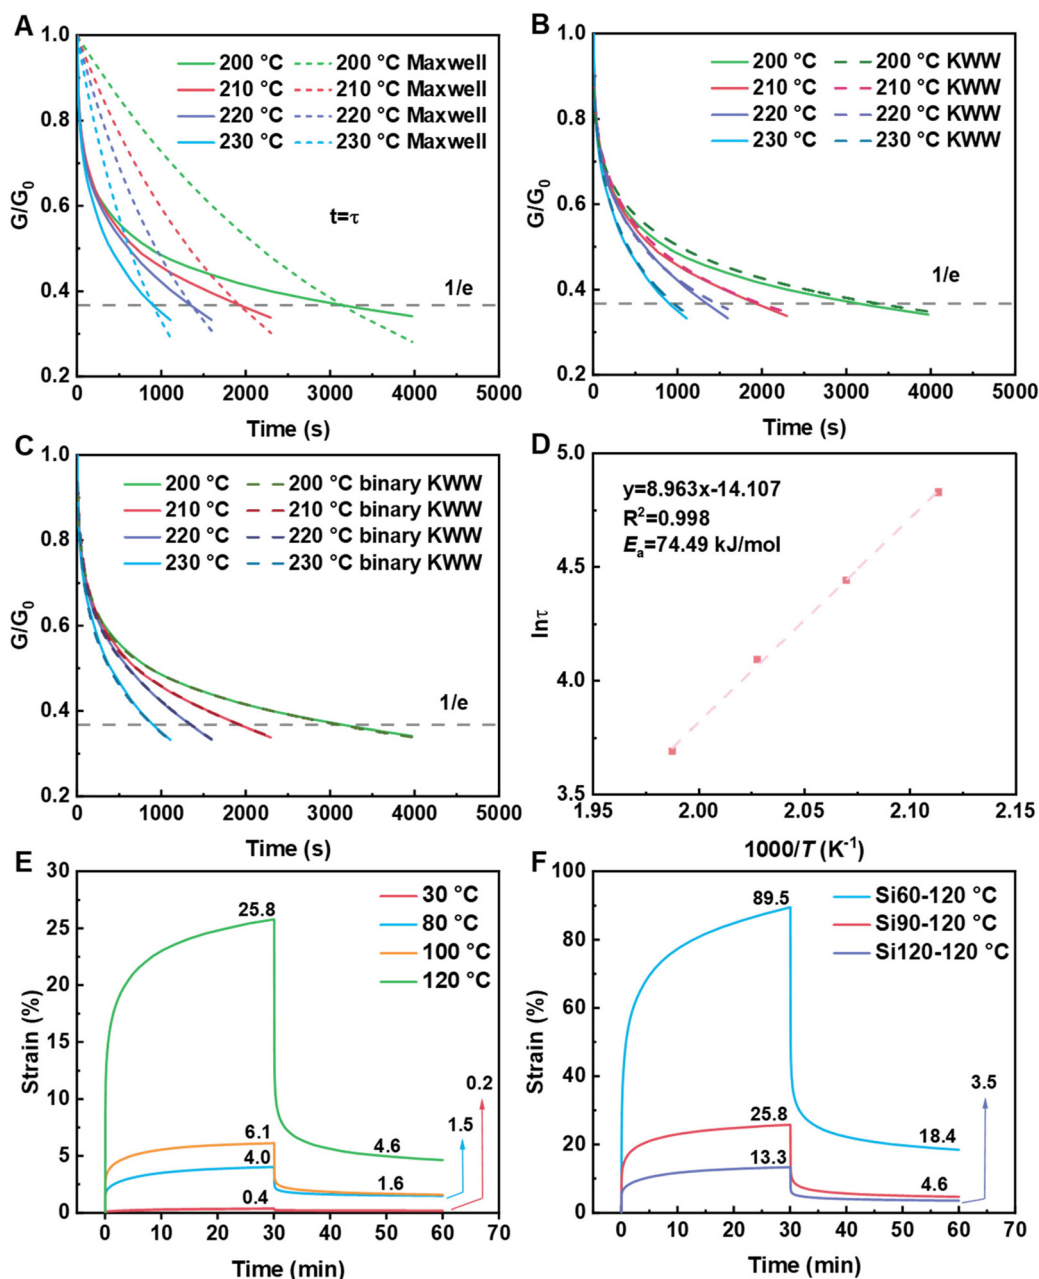 A
1.0
0.8
0.6
0.4
0.2
G/G0
200 °C 200 °C Maxwell
210 °C 210 °C Maxwell
220 °C 220 °C Maxwell
230 °C 230 °C Maxwell
t=τ
1/e
0 1000 2000 3000 4000 5000
Time (s)
B
1.0
0.8
0.6
0.4
0.2
G/G0
200 °C 200 °C KWW
210 °C 210 °C KWW
220 °C 220 °C KWW
230 °C 230 °C KWW
1/e
0 1000 2000 3000 4000 5000
Time (s)
C
1.0
0.8
0.6
0.4
0.2
G/G0
200 °C 200 °C binary KWW
210 °C 210 °C binary KWW
220 °C 220 °C binary KWW
230 °C 230 °C binary KWW
1/e
0 1000 2000 3000 4000 5000
Time (s)
D
5.0
4.5
4.0
3.5
lnτ
y=8.963x-14.107
R²=0.998
Ea=74.49 kJ/mol
1.95 2.00 2.05 2.10 2.15
1000/T (K⁻¹)
E
30
25
20
15
10
5
0
Strain (%)
30 °C
80 °C
100 °C
120 °C
25.8
6.1
4.0
0.4
4.6
1.6
1.5
0.2
0 10 20 30 40 50 60 70
Time (min)
F
100
80
60
40
20
0
Strain (%)
Si60-120 °C
Si90-120 °C
Si120-120 °C
89.5
25.8
13.3
18.4
4.6
3.5
0 10 20 30 40 50 60 70
Time (min)